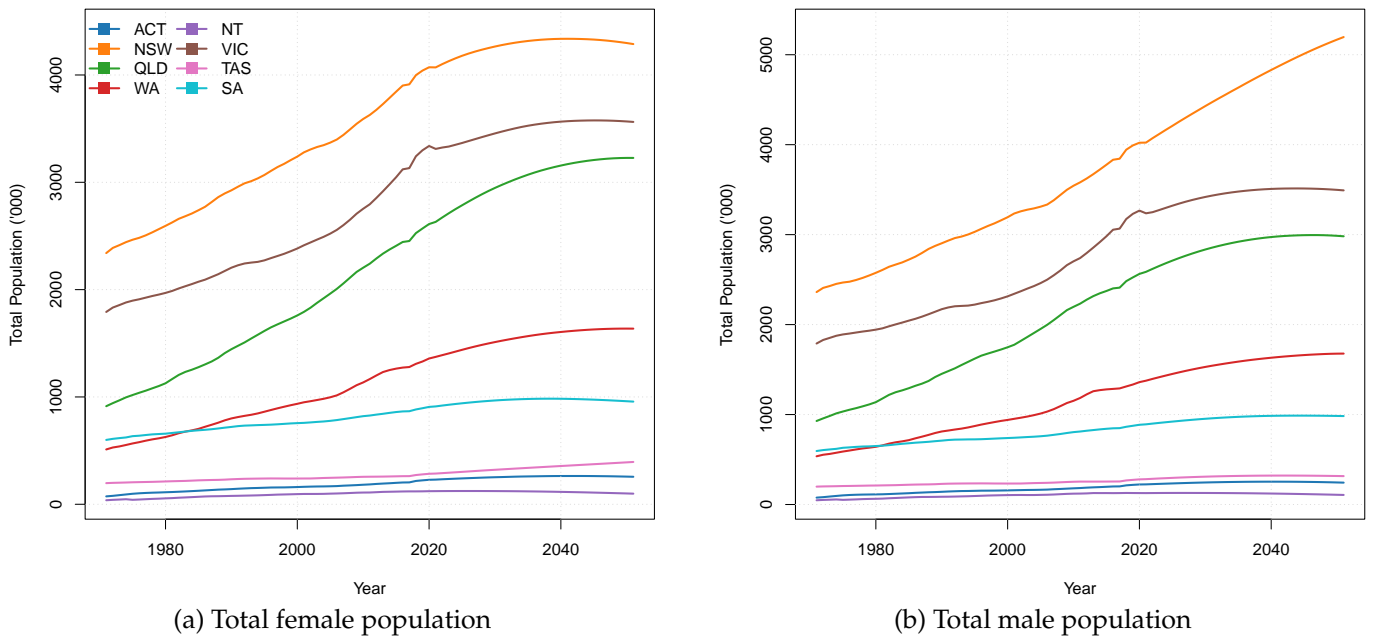 ACT NT
NSW VIC
QLD TAS
WA SA
Total Population ('000)
0 1000 2000 3000 4000
1980 2000 2020 2040
Year
(a) Total female population
Total Population ('000)
0 1000 2000 3000 4000 5000
1980 2000 2020 2040
Year
(b) Total male population